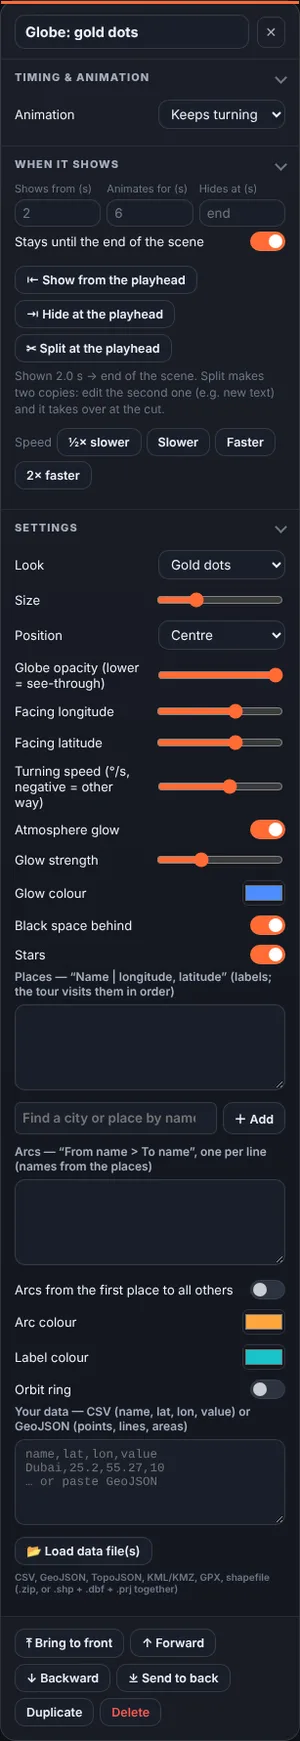 Globe: gold dots
✕
TIMING & ANIMATION
Animation
Keeps turning
WHEN IT SHOWS
Shows from (s)
Animates for (s)
Hides at (s)
2
6
end
Stays until the end of the scene
⇤ Show from the playhead
⇥ Hide at the playhead
✂ Split at the playhead
Shown 2.0 s → end of the scene. Split makes
two copies: edit the second one (e.g. new text)
and it takes over at the cut.
Speed
½× slower
Slower
Faster
2× faster
SETTINGS
Look
Gold dots
Size
Position
Centre
Globe opacity (lower
= see-through)
Facing longitude
Facing latitude
Turning speed (°/s,
negative = other
way)
Atmosphere glow
Glow strength
Glow colour
Black space behind
Stars
Places — “Name | longitude, latitude” (labels;
the tour visits them in order)
Find a city or place by name
+ Add
Arcs — “From name > To name”, one per line
(names from the places)
Arcs from the first place to all others
Arc colour
Label colour
Orbit ring
Your data — CSV (name, lat, lon, value) or
GeoJSON (points, lines, areas)
name,lat,lon,value
Dubai,25.2,55.27,10
… or paste GeoJSON
📂 Load data file(s)
CSV, GeoJSON, TopoJSON, KML/KMZ, GPX, shapefile
(.zip, or .shp + .dbf + .prj together)
⤒ Bring to front
↑ Forward
↓ Backward
⤓ Send to back
Duplicate
Delete